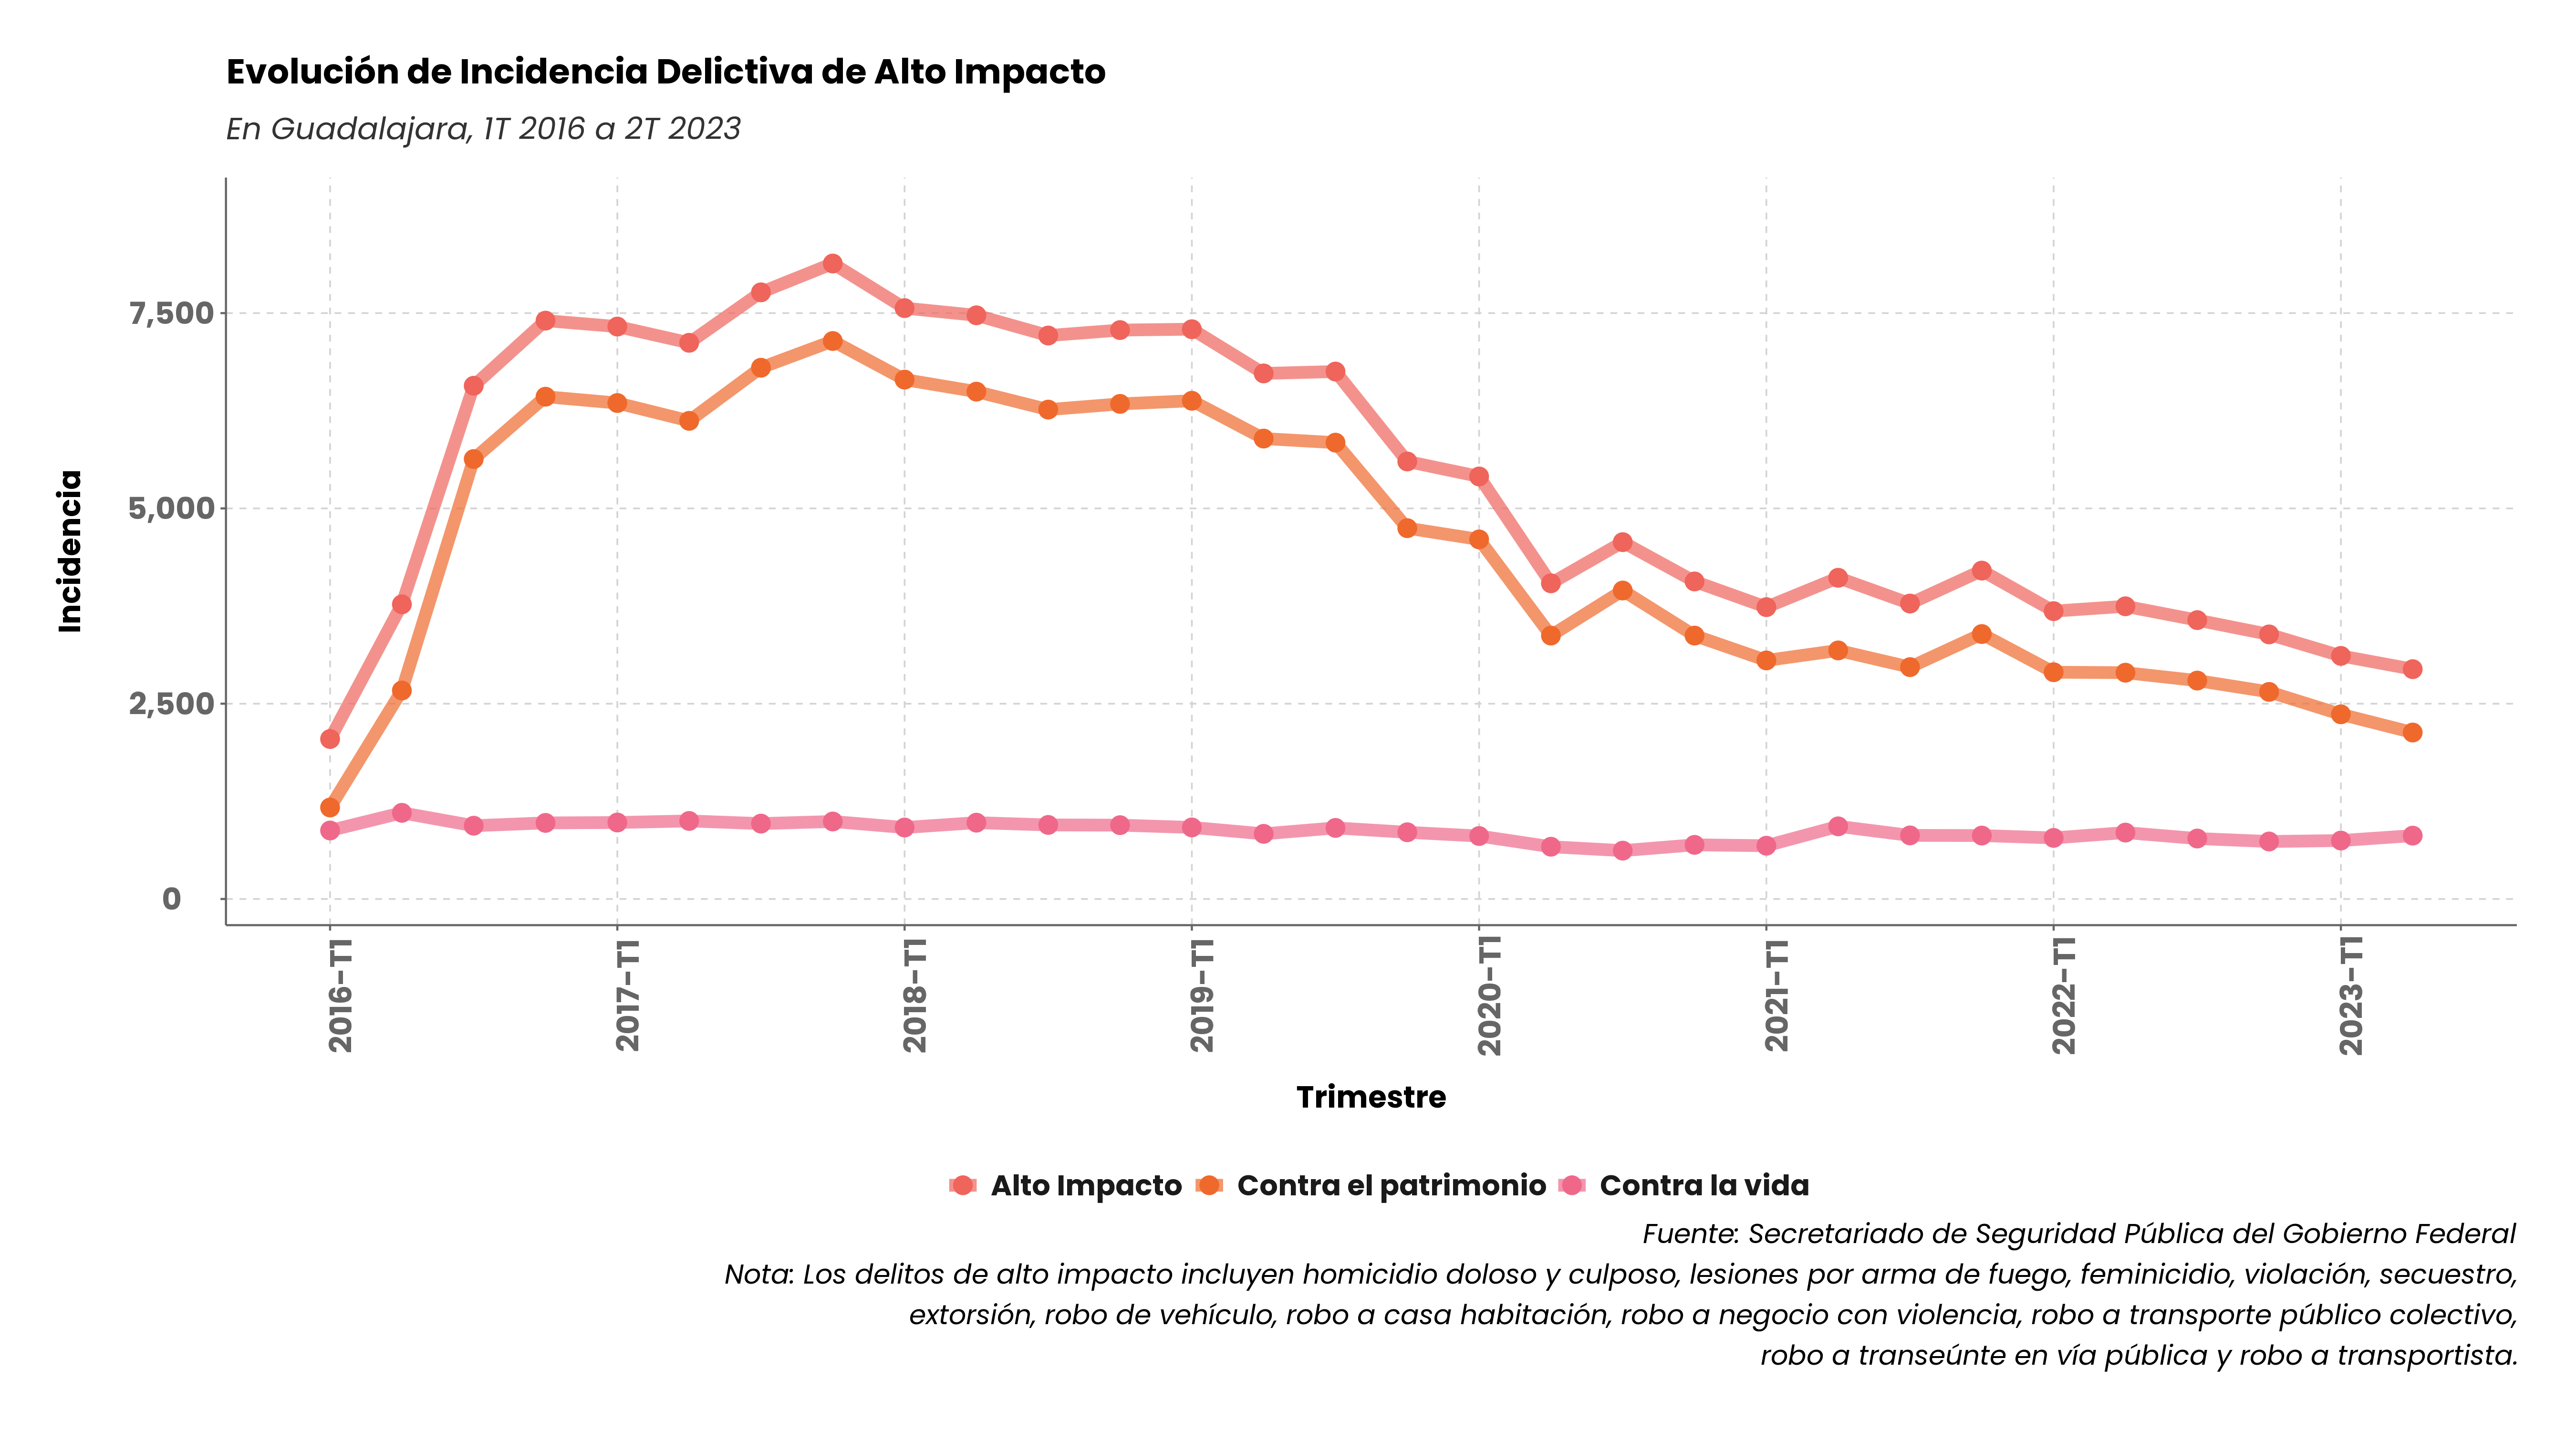 Evolución de Incidencia Delictiva de Alto Impacto
En Guadalajara, 1T 2016 a 2T 2023
Incidencia
7,500
5,000
2,500
0
2016-T1
2017-T1
2018-T1
2019-T1
2020-T1
2021-T1
2022-T1
2023-T1
Trimestre
Alto Impacto
Contra el patrimonio
Contra la vida
Fuente: Secretariado de Seguridad Pública del Gobierno Federal
Nota: Los delitos de alto impacto incluyen homicidio doloso y culposo, lesiones por arma de fuego, feminicidio, violación, secuestro,
extorsión, robo de vehículo, robo a casa habitación, robo a negocio con violencia, robo a transporte público colectivo,
robo a transeúnte en vía pública y robo a transportista.